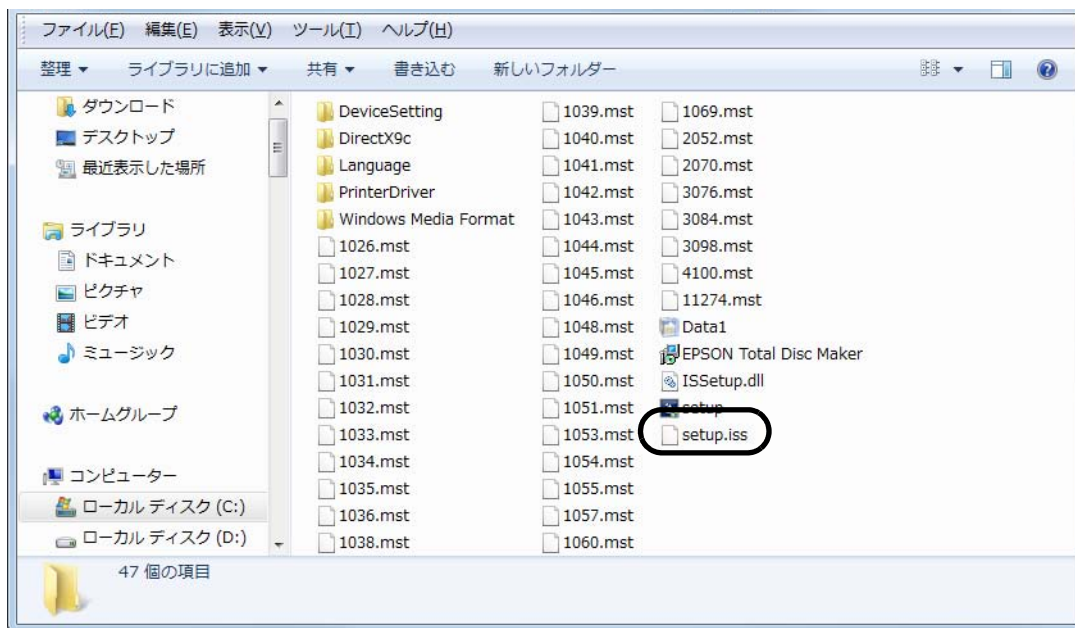 ファイル(F) 編集(E) 表示(V) ツール(T) ヘルプ(H)
整理 ライブラリに追加 共有 書き込む 新しいフォルダー
ダウンロード
デスクトップ
最近表示した場所
ライブラリ
ドキュメント
ピクチャ
ビデオ
ミュージック
ホームグループ
コンピューター
ローカル ディスク (C:)
ローカル ディスク (D:)
DeviceSetting
DirectX9c
Language
PrinterDriver
Windows Media Format
1026.mst
1027.mst
1028.mst
1029.mst
1030.mst
1031.mst
1032.mst
1033.mst
1034.mst
1035.mst
1036.mst
1038.mst
1039.mst
1040.mst
1041.mst
1042.mst
1043.mst
1044.mst
1045.mst
1046.mst
1048.mst
1049.mst
1050.mst
1051.mst
1053.mst
1054.mst
1055.mst
1057.mst
1060.mst
1069.mst
2052.mst
2070.mst
3076.mst
3084.mst
3098.mst
4100.mst
11274.mst
Data1
EPSON Total Disc Maker
ISSetup.dll
setup
setup.iss
47 個の項目